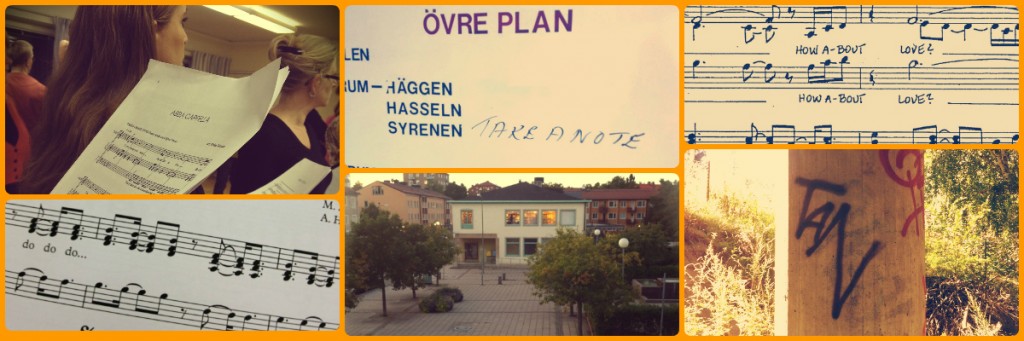 ABBA CAPPELLA
ÖVRE PLAN
LEN
RUM-HÄGGEN
HASSELN
SYRENEN TAKE A NOTE
HOW A-BOUT LOVE?
HOW A-BOUT LOVE?
M.
A. H
do do do...
TAN